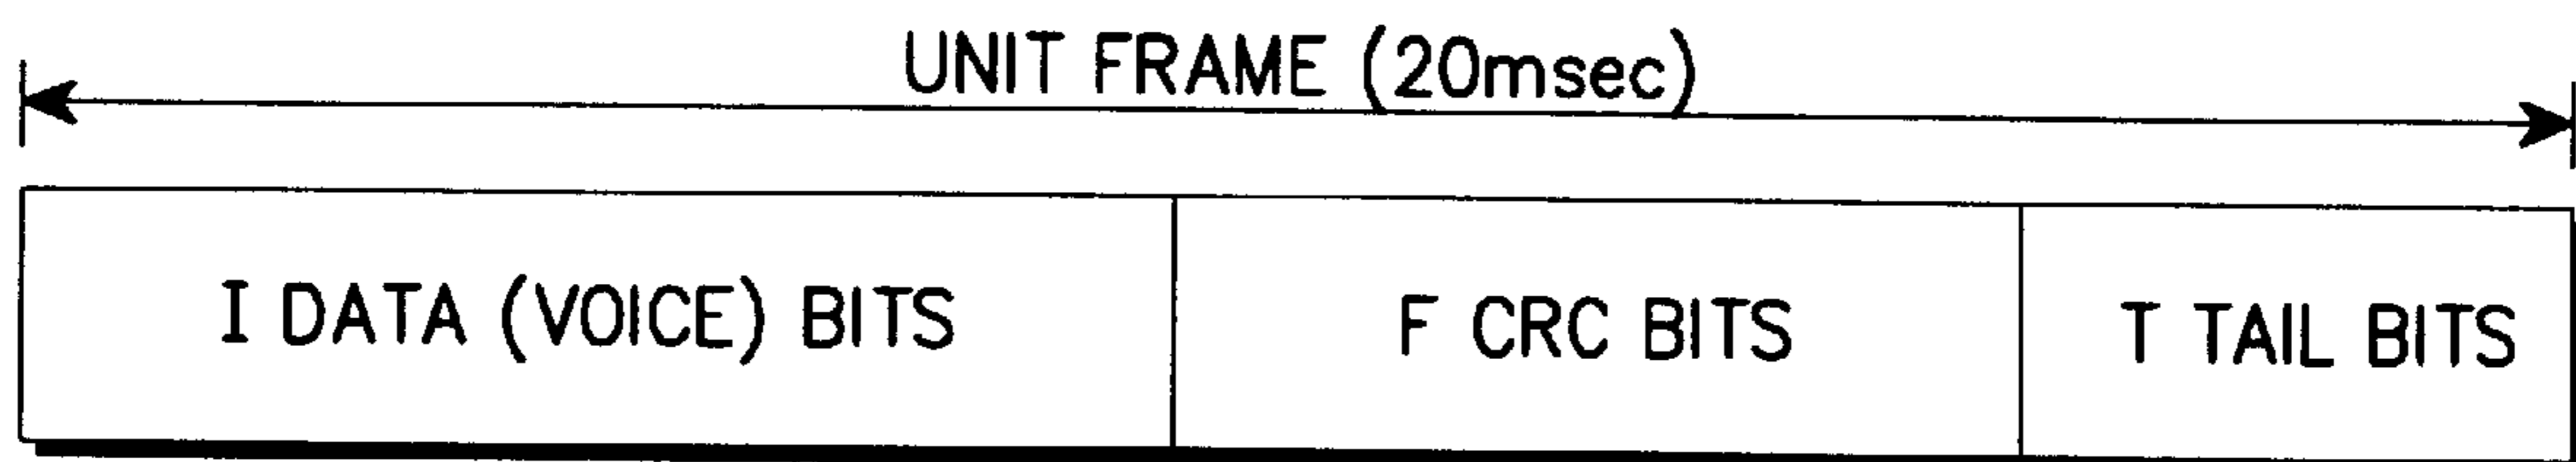 UNIT FRAME (20msec)
I DATA (VOICE) BITS
F CRC BITS
T TAIL BITS